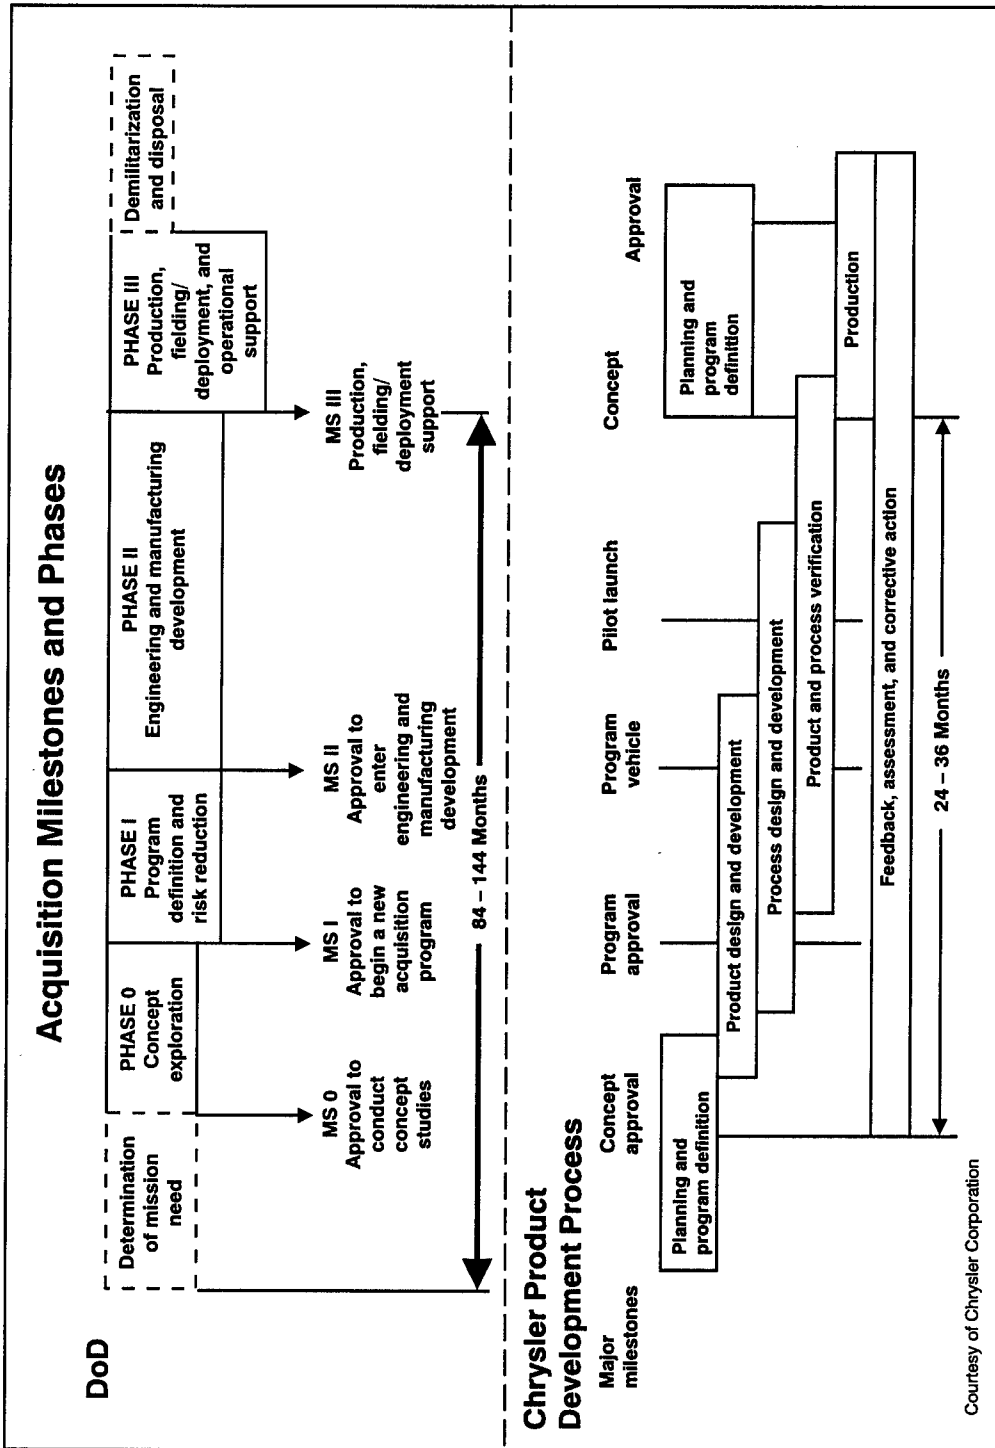 Acquisition Milestones and Phases
DoD
Determination
of mission
need
PHASE 0
Concept
exploration
PHASE I
Program
definition and
risk reduction
PHASE II
Engineering and manufacturing
development
PHASE III
Production,
fielding/
deployment, and
operational
support
Demilitarization
and disposal
MS 0
Approval to
conduct
concept
studies
MS I
Approval to
begin a new
acquisition
program
MS II
Approval to
enter
engineering and
manufacturing
development
MS III
Production,
fielding/
deployment
support
84 – 144 Months
Chrysler Product
Development Process
Major
milestones
Concept
approval
Program
approval
Program
vehicle
Pilot launch
Concept
Approval
Planning and
program definition
Planning and
program
definition
Product design and development
Process design and development
Product and process verification
Production
Feedback, assessment, and corrective action
24 – 36 Months
Courtesy of Chrysler Corporation